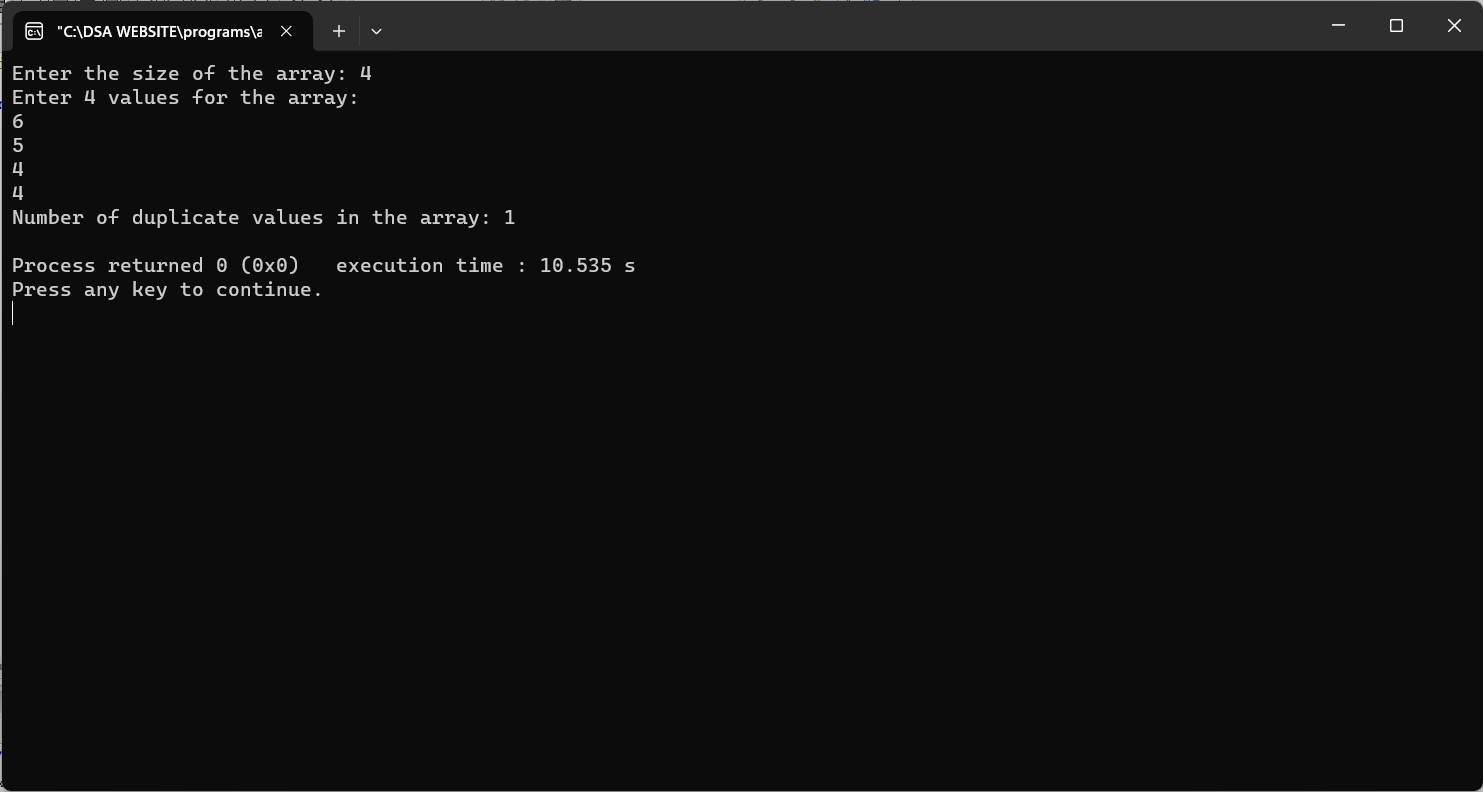 "C:\DSA WEBSITE\programs\a
Enter the size of the array: 4
Enter 4 values for the array:
6
5
4
4
Number of duplicate values in the array: 1
Process returned 0 (0x0)   execution time : 10.535 s
Press any key to continue.